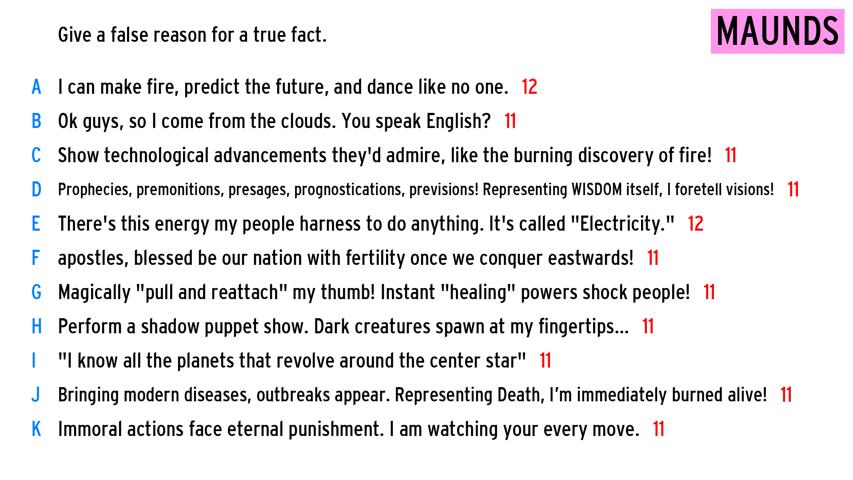 Give a false reason for a true fact.
MAUNDS
A I can make fire, predict the future, and dance like no one. 12
B Ok guys, so I come from the clouds. You speak English? 11
C Show technological advancements they'd admire, like the burning discovery of fire! 11
D Prophecies, premonitions, presages, prognostications, previsions! Representing WISDOM itself, I foretell visions! 11
E There's this energy my people harness to do anything. It's called "Electricity." 12
F apostles, blessed be our nation with fertility once we conquer eastwards! 11
G Magically "pull and reattach" my thumb! Instant "healing" powers shock people! 11
H Perform a shadow puppet show. Dark creatures spawn at my fingertips... 11
I "I know all the planets that revolve around the center star" 11
J Bringing modern diseases, outbreaks appear. Representing Death, I’m immediately burned alive! 11
K Immoral actions face eternal punishment. I am watching your every move. 11